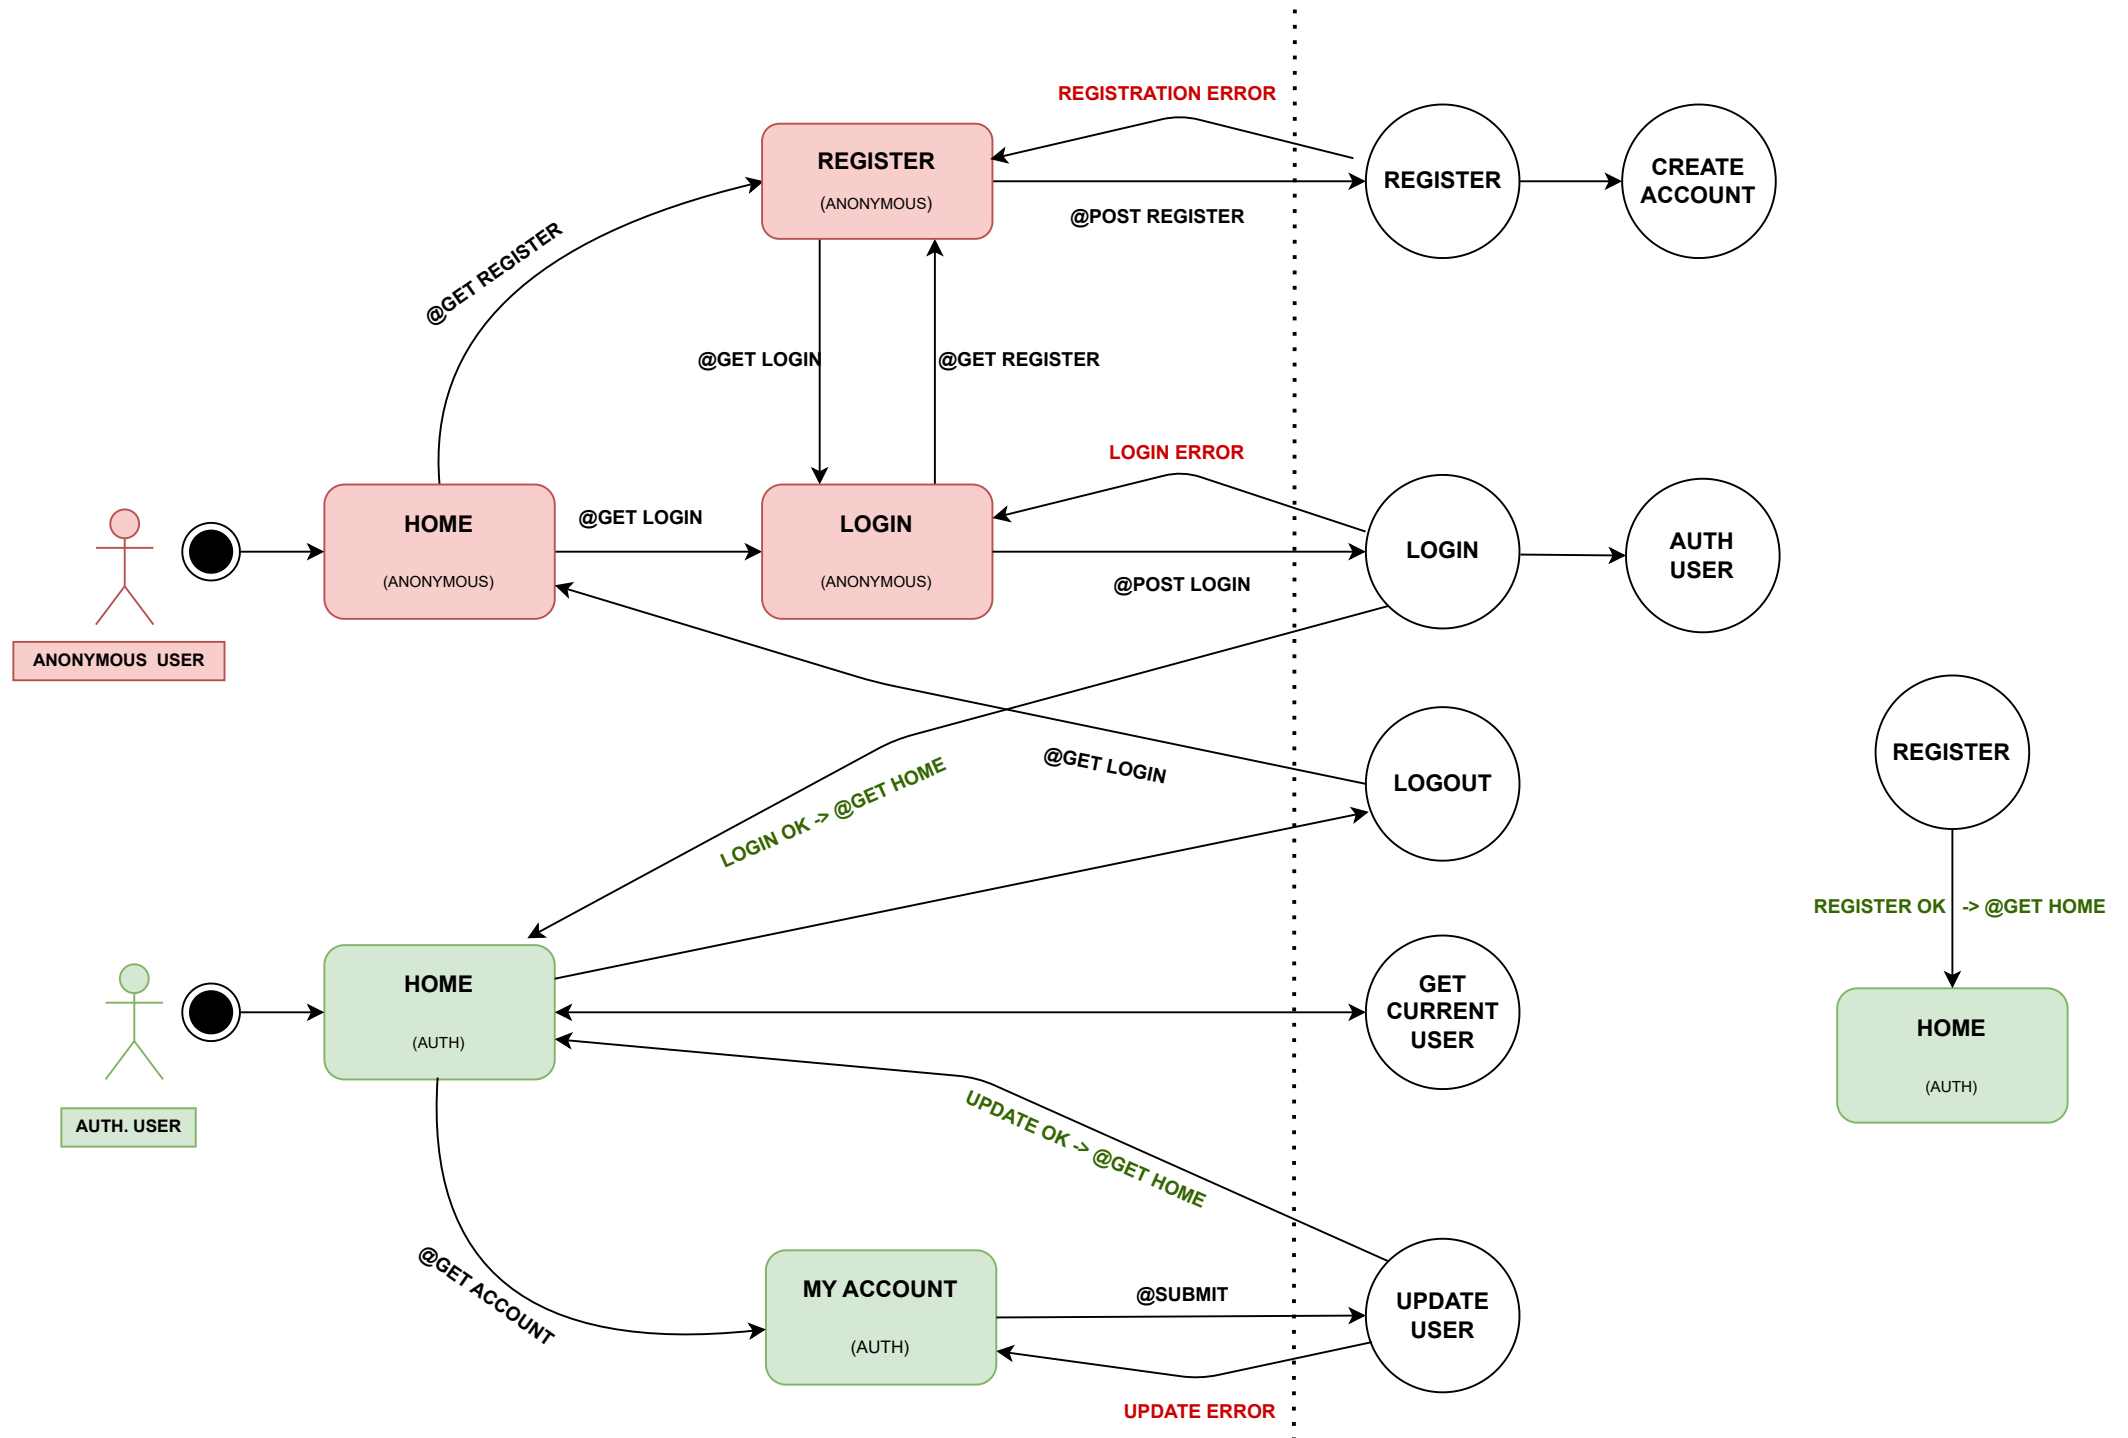 REGISTRATION ERROR
REGISTER
(ANONYMOUS)
@POST REGISTER
REGISTER
CREATE
ACCOUNT
@GET REGISTER
@GET LOGIN
@GET REGISTER
LOGIN ERROR
HOME
(ANONYMOUS)
@GET LOGIN
LOGIN
(ANONYMOUS)
@POST LOGIN
LOGIN
AUTH
USER
ANONYMOUS  USER
@GET LOGIN
LOGOUT
REGISTER
LOGIN OK -> @GET HOME
REGISTER OK -> @GET HOME
HOME
(AUTH)
GET
CURRENT
USER
HOME
(AUTH)
AUTH. USER
UPDATE OK -> @GET HOME
@GET ACCOUNT
MY ACCOUNT
(AUTH)
@SUBMIT
UPDATE
USER
UPDATE ERROR